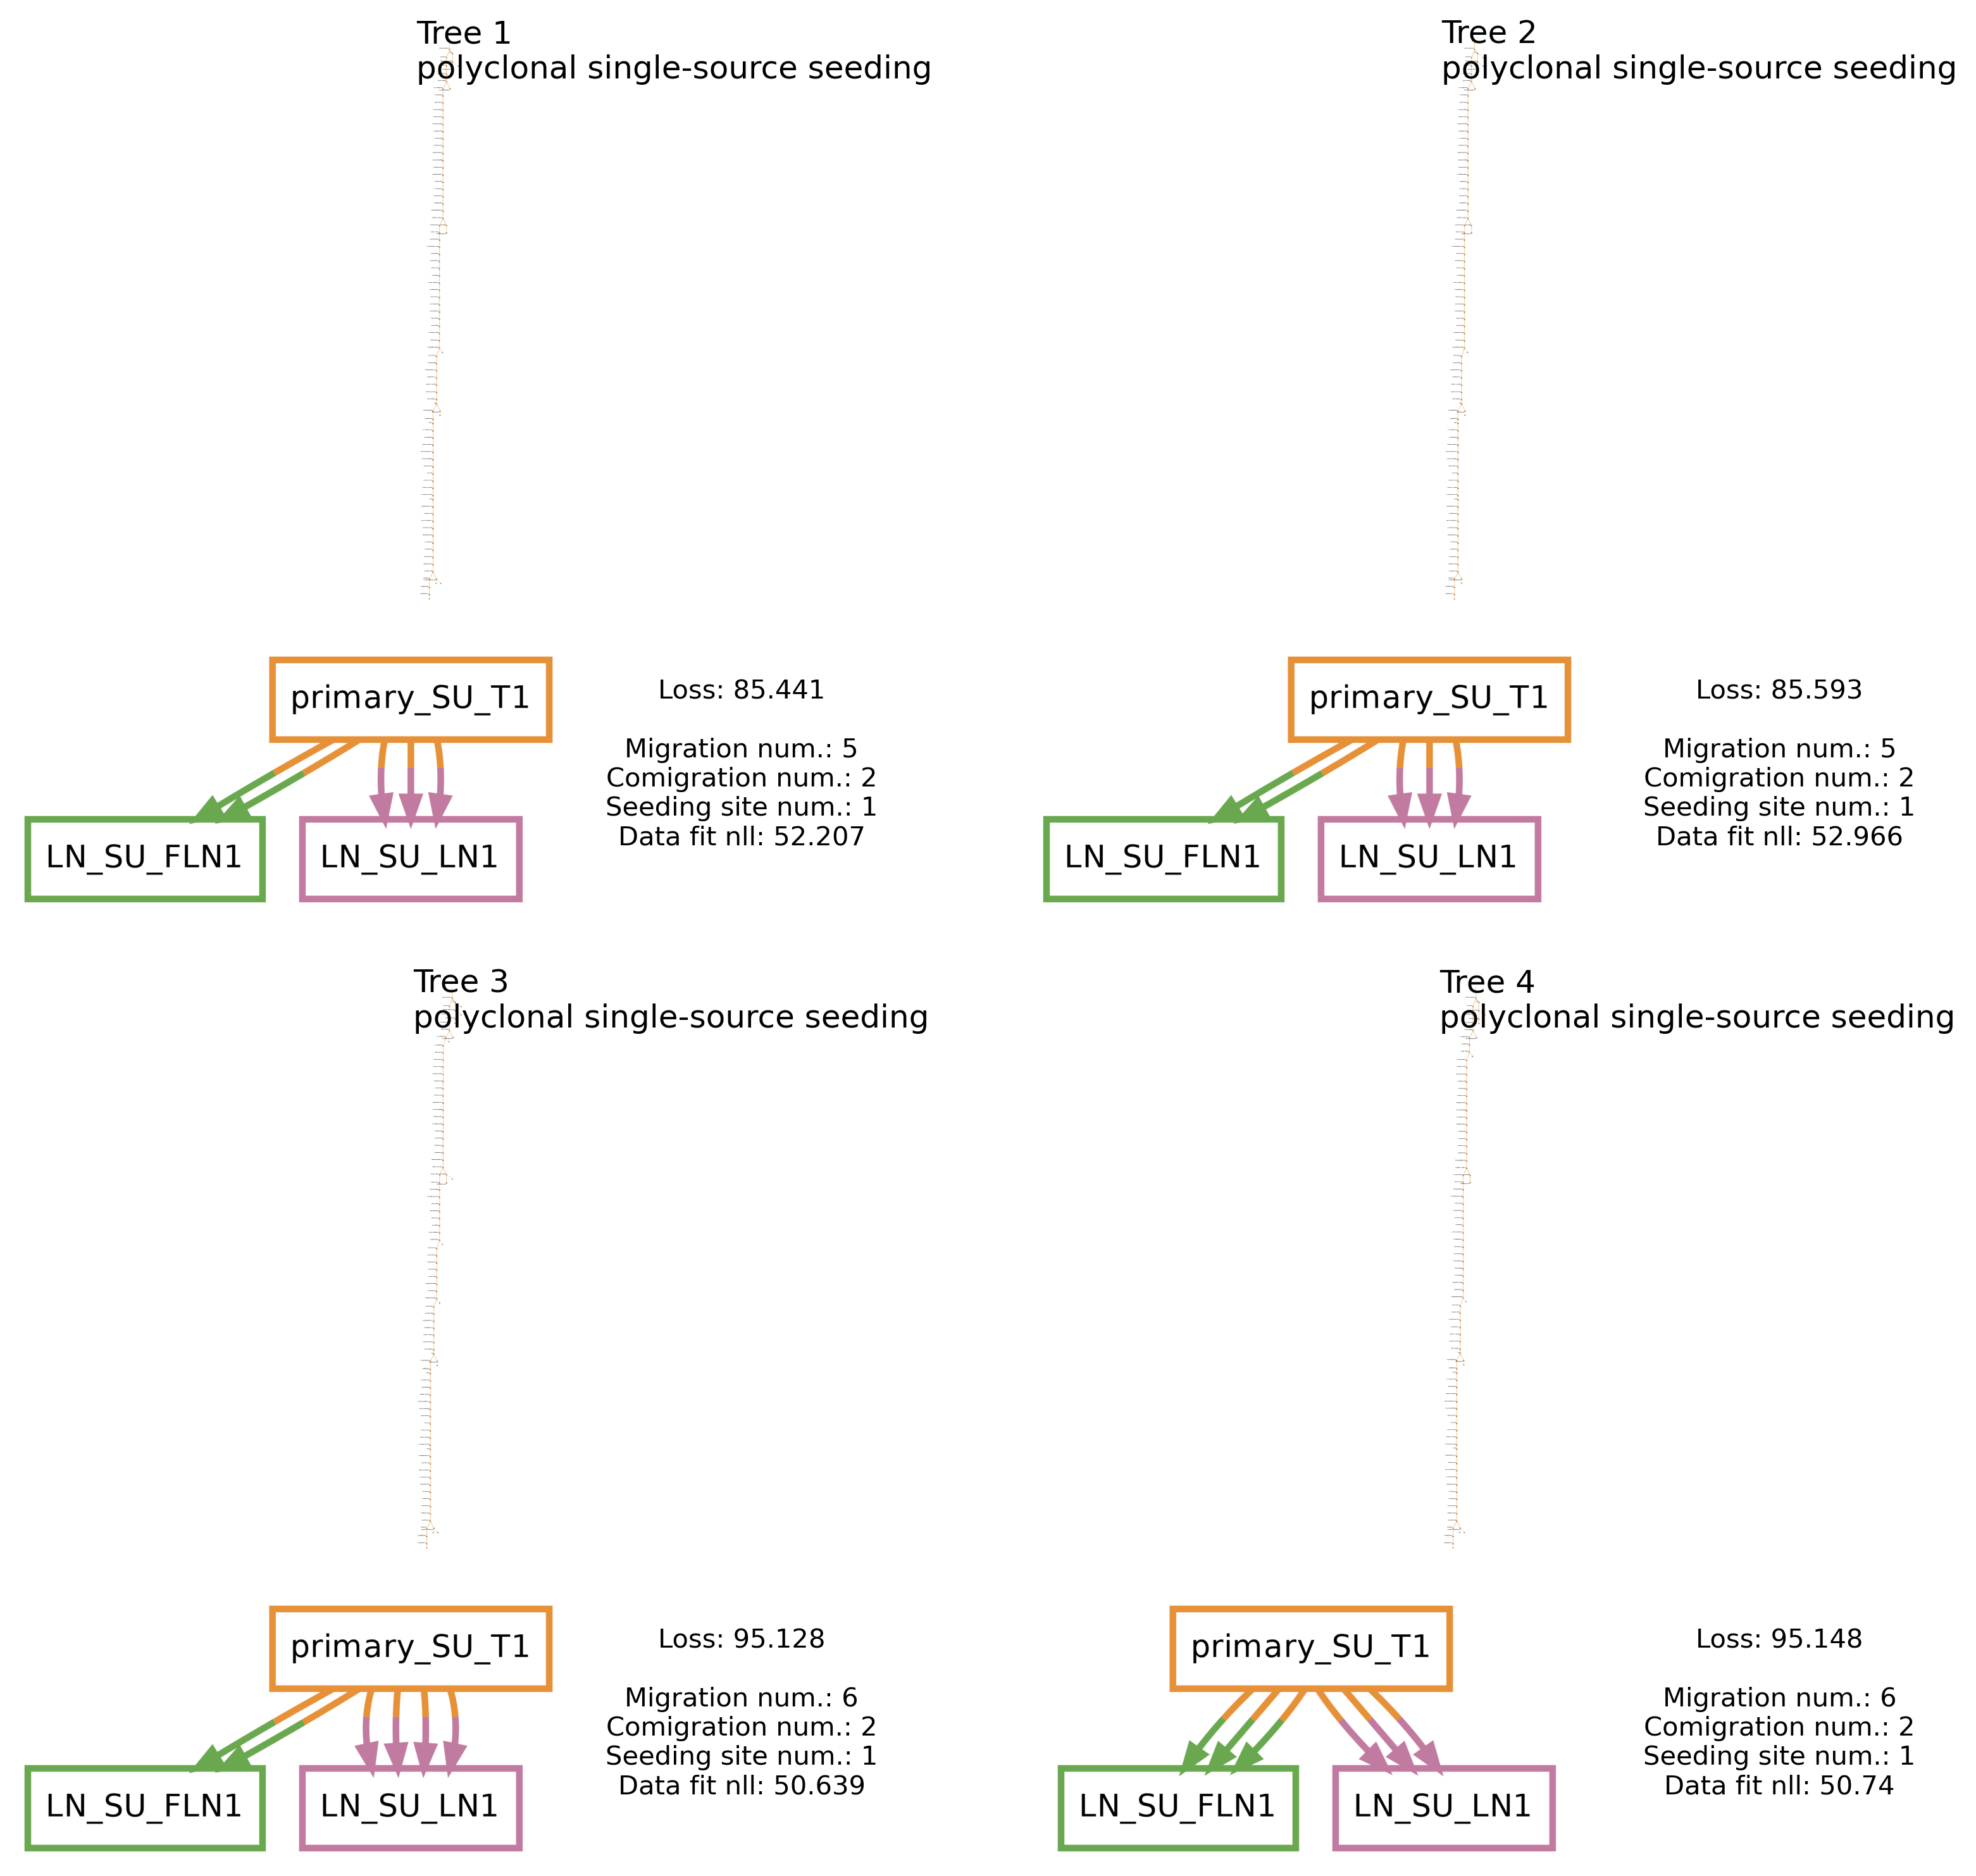 Tree 1
polyclonal single-source seeding
primary_SU_T1
LN_SU_FLN1
LN_SU_LN1
Loss: 85.441
Migration num.: 5
Comigration num.: 2
Seeding site num.: 1
Data fit nll: 52.207
Tree 2
polyclonal single-source seeding
primary_SU_T1
LN_SU_FLN1
LN_SU_LN1
Loss: 85.593
Migration num.: 5
Comigration num.: 2
Seeding site num.: 1
Data fit nll: 52.966
Tree 3
polyclonal single-source seeding
primary_SU_T1
LN_SU_FLN1
LN_SU_LN1
Loss: 95.128
Migration num.: 6
Comigration num.: 2
Seeding site num.: 1
Data fit nll: 50.639
Tree 4
polyclonal single-source seeding
primary_SU_T1
LN_SU_FLN1
LN_SU_LN1
Loss: 95.148
Migration num.: 6
Comigration num.: 2
Seeding site num.: 1
Data fit nll: 50.74